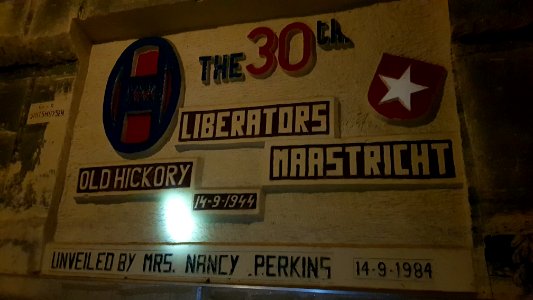 THE 30th.
LIBERATORS
MAASTRICHT
OLD HICKORY
14-9-1944
UNVEILED BY MRS. NANCY PERKINS 14-9-1984